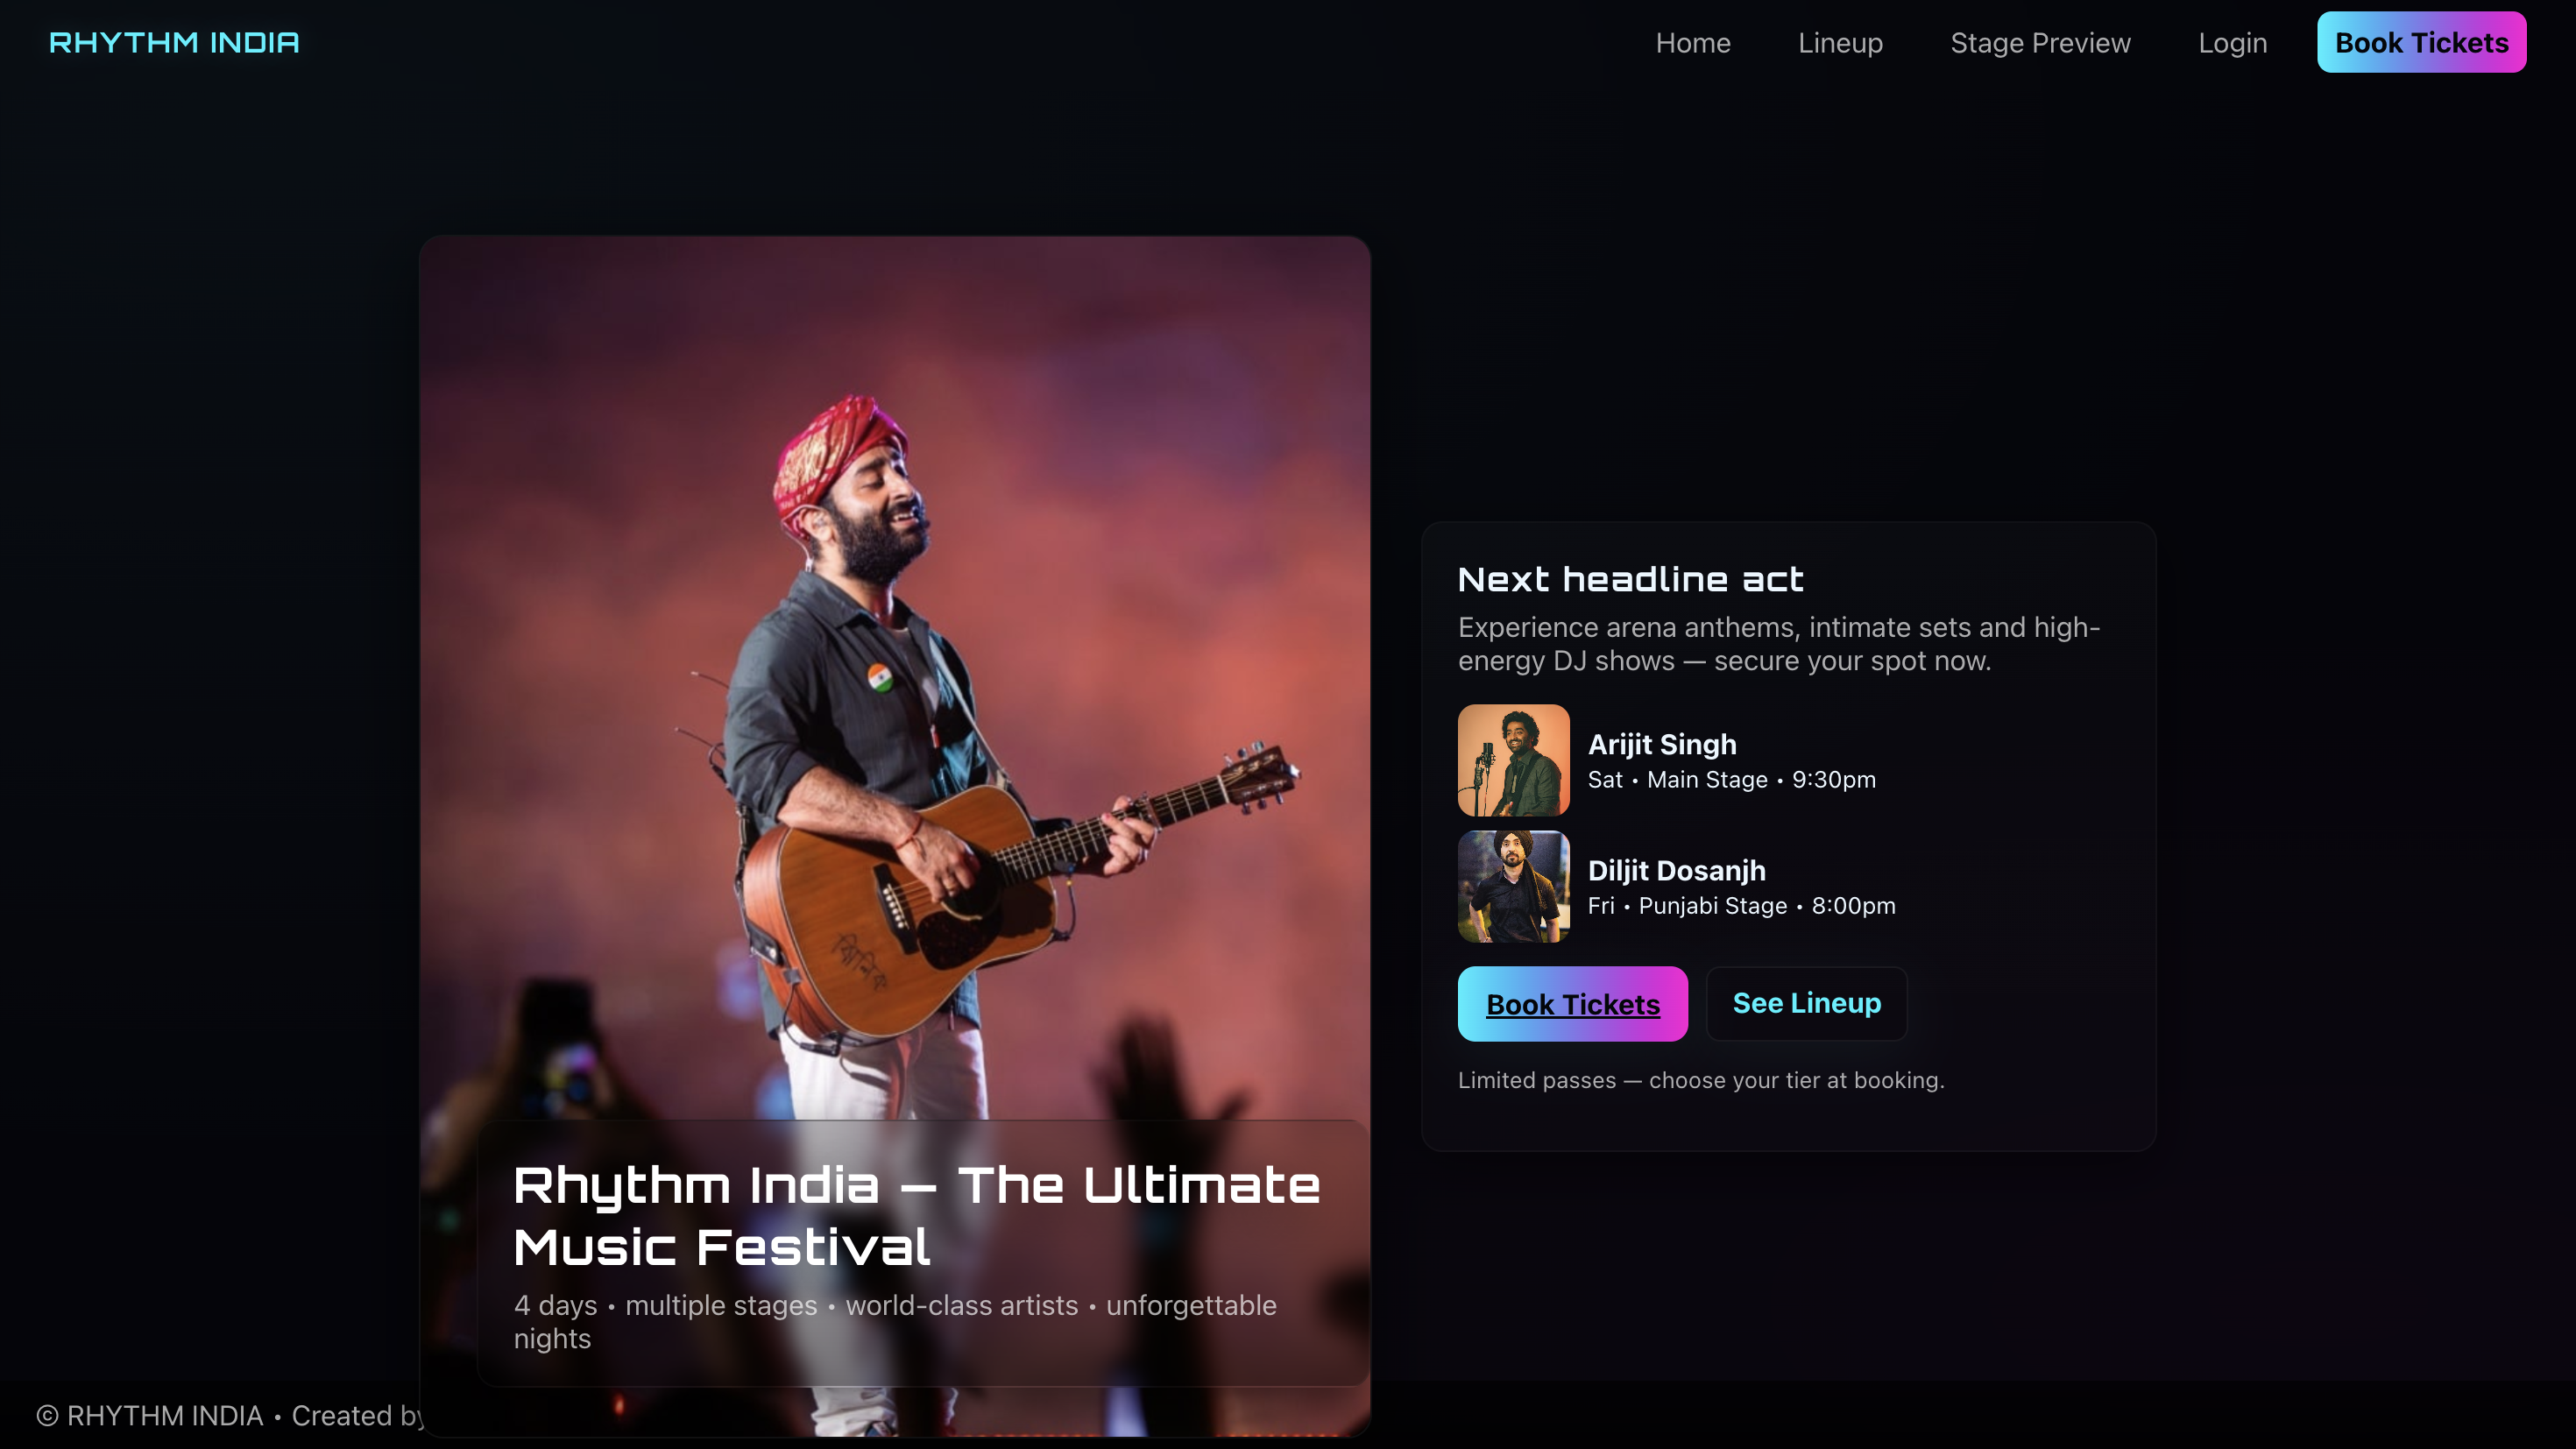 RHYTHM INDIA
Home
Lineup
Stage Preview
Login
Book Tickets
Rhythm India – The Ultimate
Music Festival
4 days • multiple stages • world-class artists • unforgettable
nights
Next headline act
Experience arena anthems, intimate sets and high-
energy DJ shows — secure your spot now.
Arijit Singh
Sat • Main Stage • 9:30pm
Diljit Dosanjh
Fri • Punjabi Stage • 8:00pm
Book Tickets
See Lineup
Limited passes — choose your tier at booking.
© RHYTHM INDIA • Created by